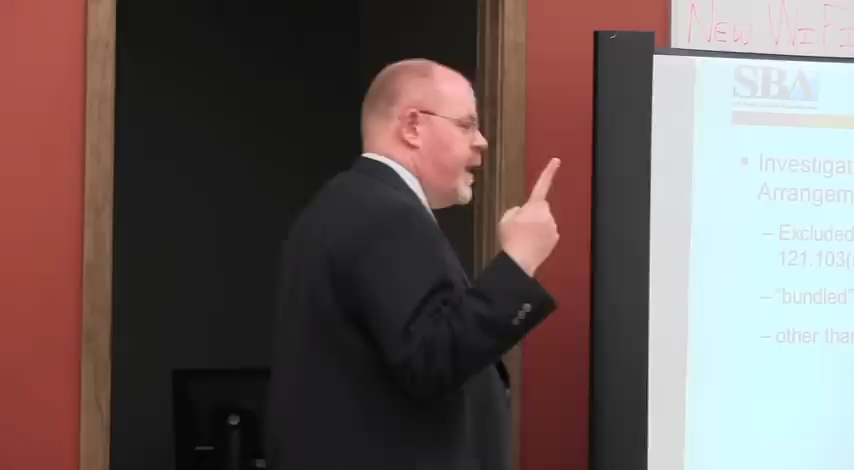 NEW WIFI
SBA
• Investigat
Arrangem
– Excluded
121.103(
– "bundled"
– other than